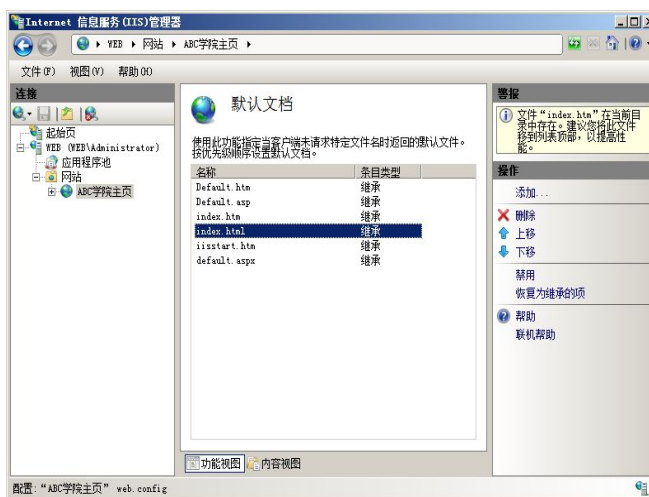 Internet 信息服务(IIS)管理器
WEB ▸ 网站 ▸ ABC学院主页 ▸
文件(F) 视图(V) 帮助(H)
连接
起始页
WEB (WEB\Administrator)
应用程序池
网站
ABC学院主页
默认文档
使用此功能指定当客户端未请求特定文件名时返回的默认文件。
按优先级顺序设置默认文档。
名称 条目类型
Default.htm 继承
Default.asp 继承
index.htm 继承
index.html 继承
iisstart.htm 继承
default.aspx 继承
功能视图 内容视图
警报
文件“index.htm”在当前目
录中存在。建议您将此文件
移到列表顶部，以提高性
能。
操作
添加...
删除
上移
下移
禁用
恢复为继承的项
帮助
联机帮助
配置:“ABC学院主页” web.config